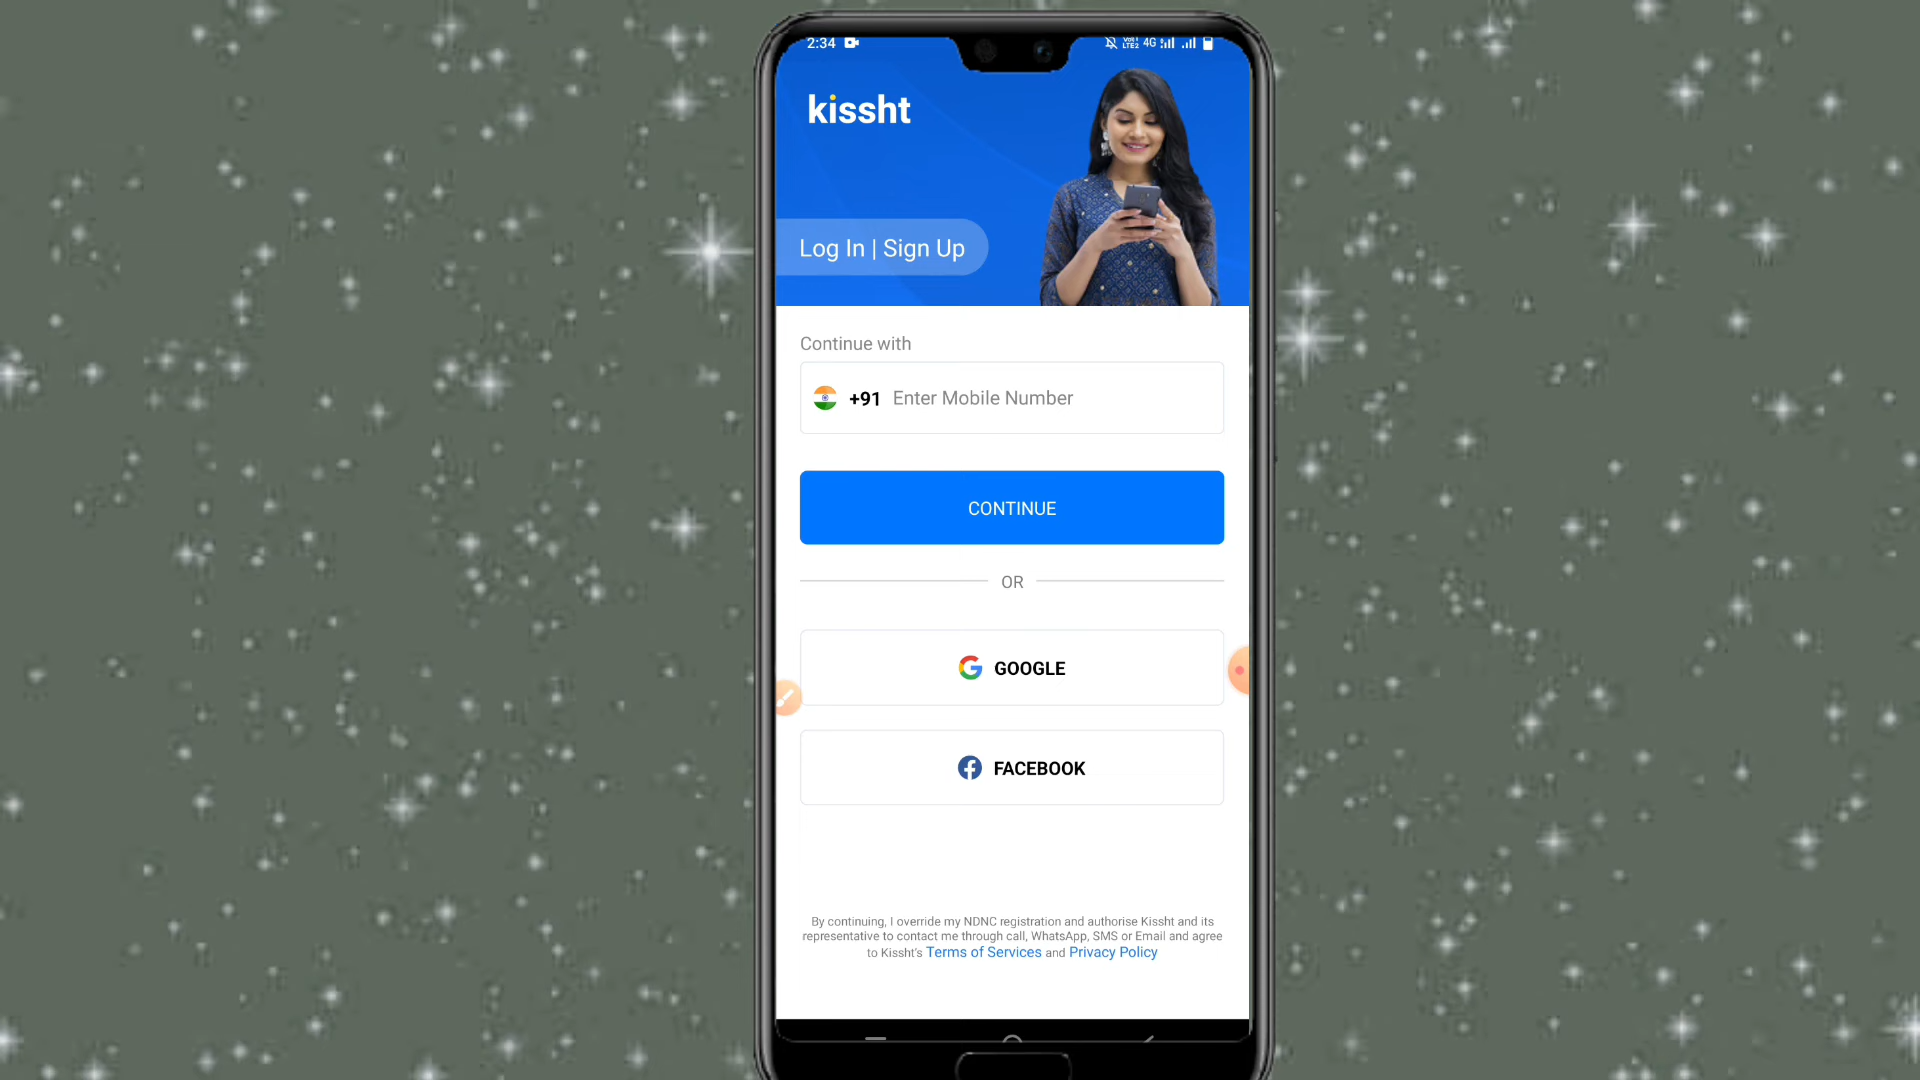 2:34
4G
LTE2
kissht
Log In | Sign Up
Continue with
+91 Enter Mobile Number
CONTINUE
OR
GOOGLE
FACEBOOK
By continuing, I override my NDNC registration and authorise Kissht and its
representative to contact me through call, WhatsApp, SMS or Email and agree
to Kissht's Terms of Services and Privacy Policy